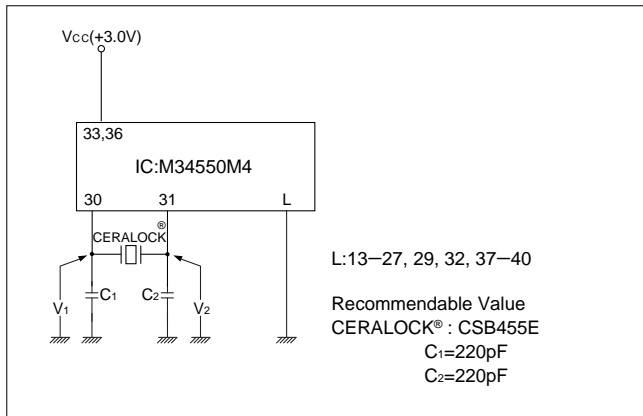 Vcc(+3.0V)
33,36
IC:M34550M4
30 31 L
CERALOCK®
V1 C1 C2 V2
L:13–27, 29, 32, 37–40
Recommendable Value
CERALOCK® : CSB455E
C1=220pF
C2=220pF